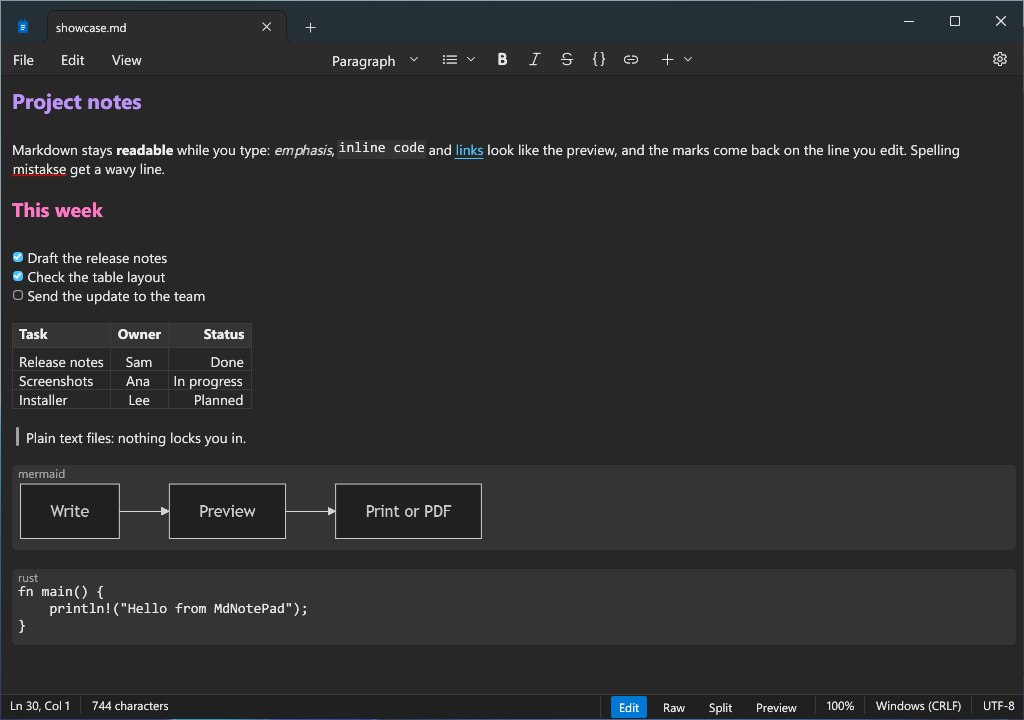 showcase.md
File Edit View Paragraph B I S {}
Project notes
Markdown stays readable while you type: emphasis, inline code and links look like the preview, and the marks come back on the line you edit. Spelling
mistakse get a wavy line.
This week
Draft the release notes
Check the table layout
Send the update to the team
Task Owner Status
Release notes Sam Done
Screenshots Ana In progress
Installer Lee Planned
Plain text files: nothing locks you in.
mermaid
Write Preview Print or PDF
rust
fn main() {
    println!("Hello from MdNotePad");
}
Ln 30, Col 1 744 characters Edit Raw Split Preview 100% Windows (CRLF) UTF-8